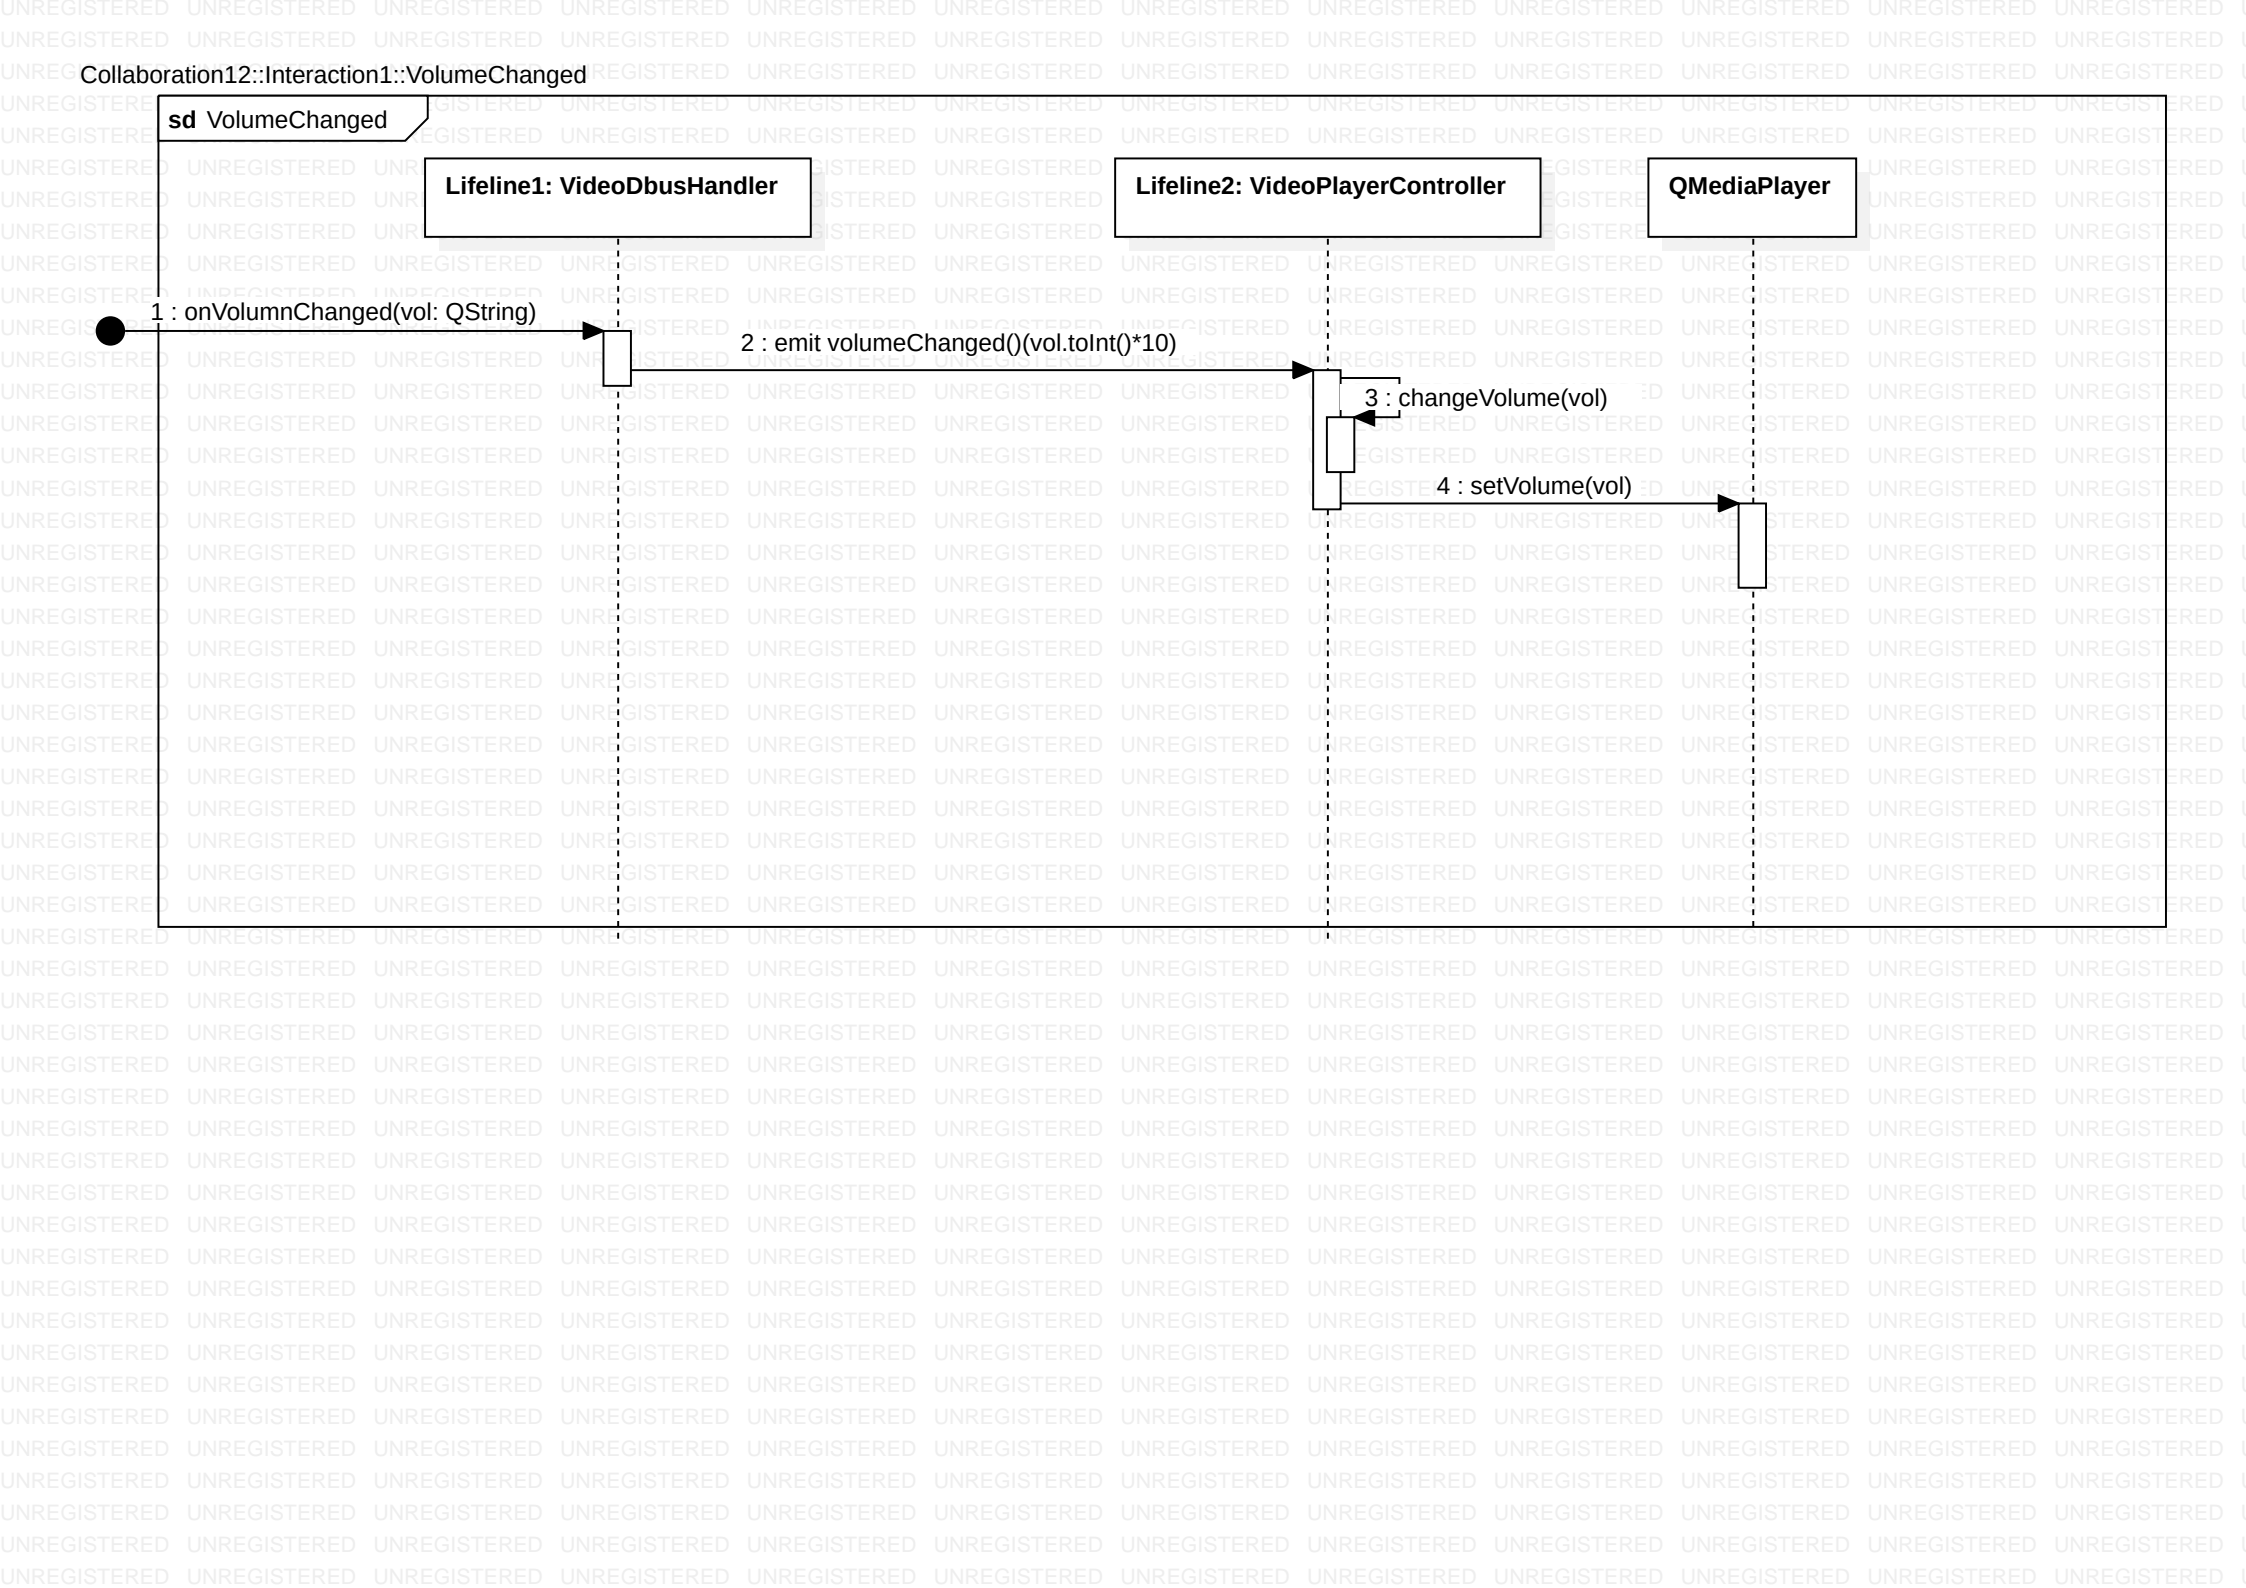 Collaboration12::Interaction1::VolumeChanged
sd VolumeChanged
Lifeline1: VideoDbusHandler
Lifeline2: VideoPlayerController
QMediaPlayer
1 : onVolumnChanged(vol: QString)
2 : emit volumeChanged()(vol.toInt()*10)
3 : changeVolume(vol)
4 : setVolume(vol)
UNREGISTERED